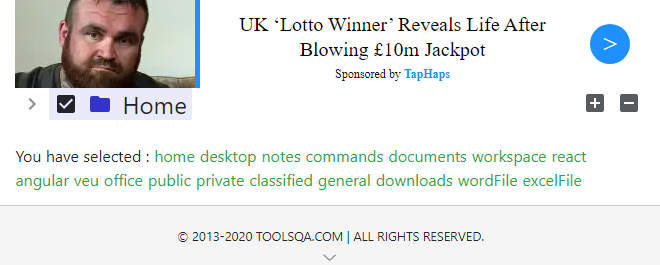 UK ‘Lotto Winner’ Reveals Life After
Blowing £10m Jackpot
Sponsored by TapHaps
Home
You have selected : home desktop notes commands documents workspace react
angular veu office public private classified general downloads wordFile excelFile
© 2013-2020 TOOLSQA.COM | ALL RIGHTS RESERVED.